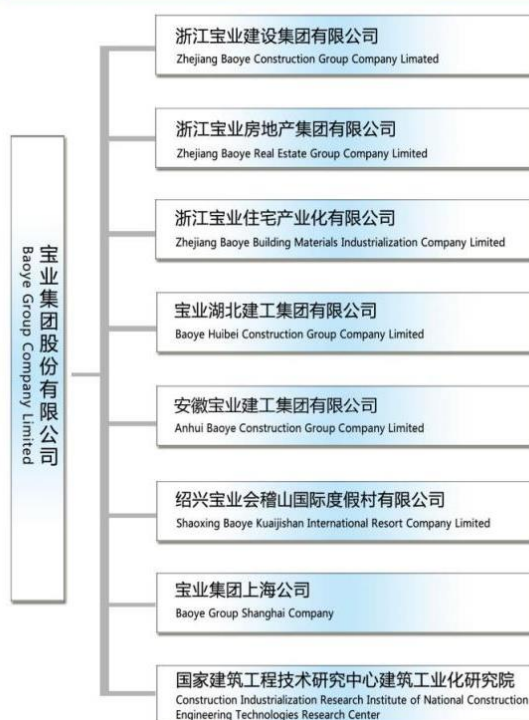 宝业集团股份有限公司
Baoye Group Company Limited
浙江宝业建设集团有限公司
Zhejiang Baoye Construction Group Company Limated
浙江宝业房地产集团有限公司
Zhejiang Baoye Real Estate Group Company Limited
浙江宝业住宅产业化有限公司
Zhejiang Baoye Building Materials Industrialization Company Limited
宝业湖北建工集团有限公司
Baoye Huibei Construction Group Company Limited
安徽宝业建工集团有限公司
Anhui Baoye Construction Group Company Limited
绍兴宝业会稽山国际度假村有限公司
Shaoxing Baoye Kuaijishan International Resort Company Limited
宝业集团上海公司
Baoye Group Shanghai Company
国家建筑工程技术研究中心建筑工业化研究院
Construction Industrialization Research Institute of National Construction
Engineering Technologies Research Center